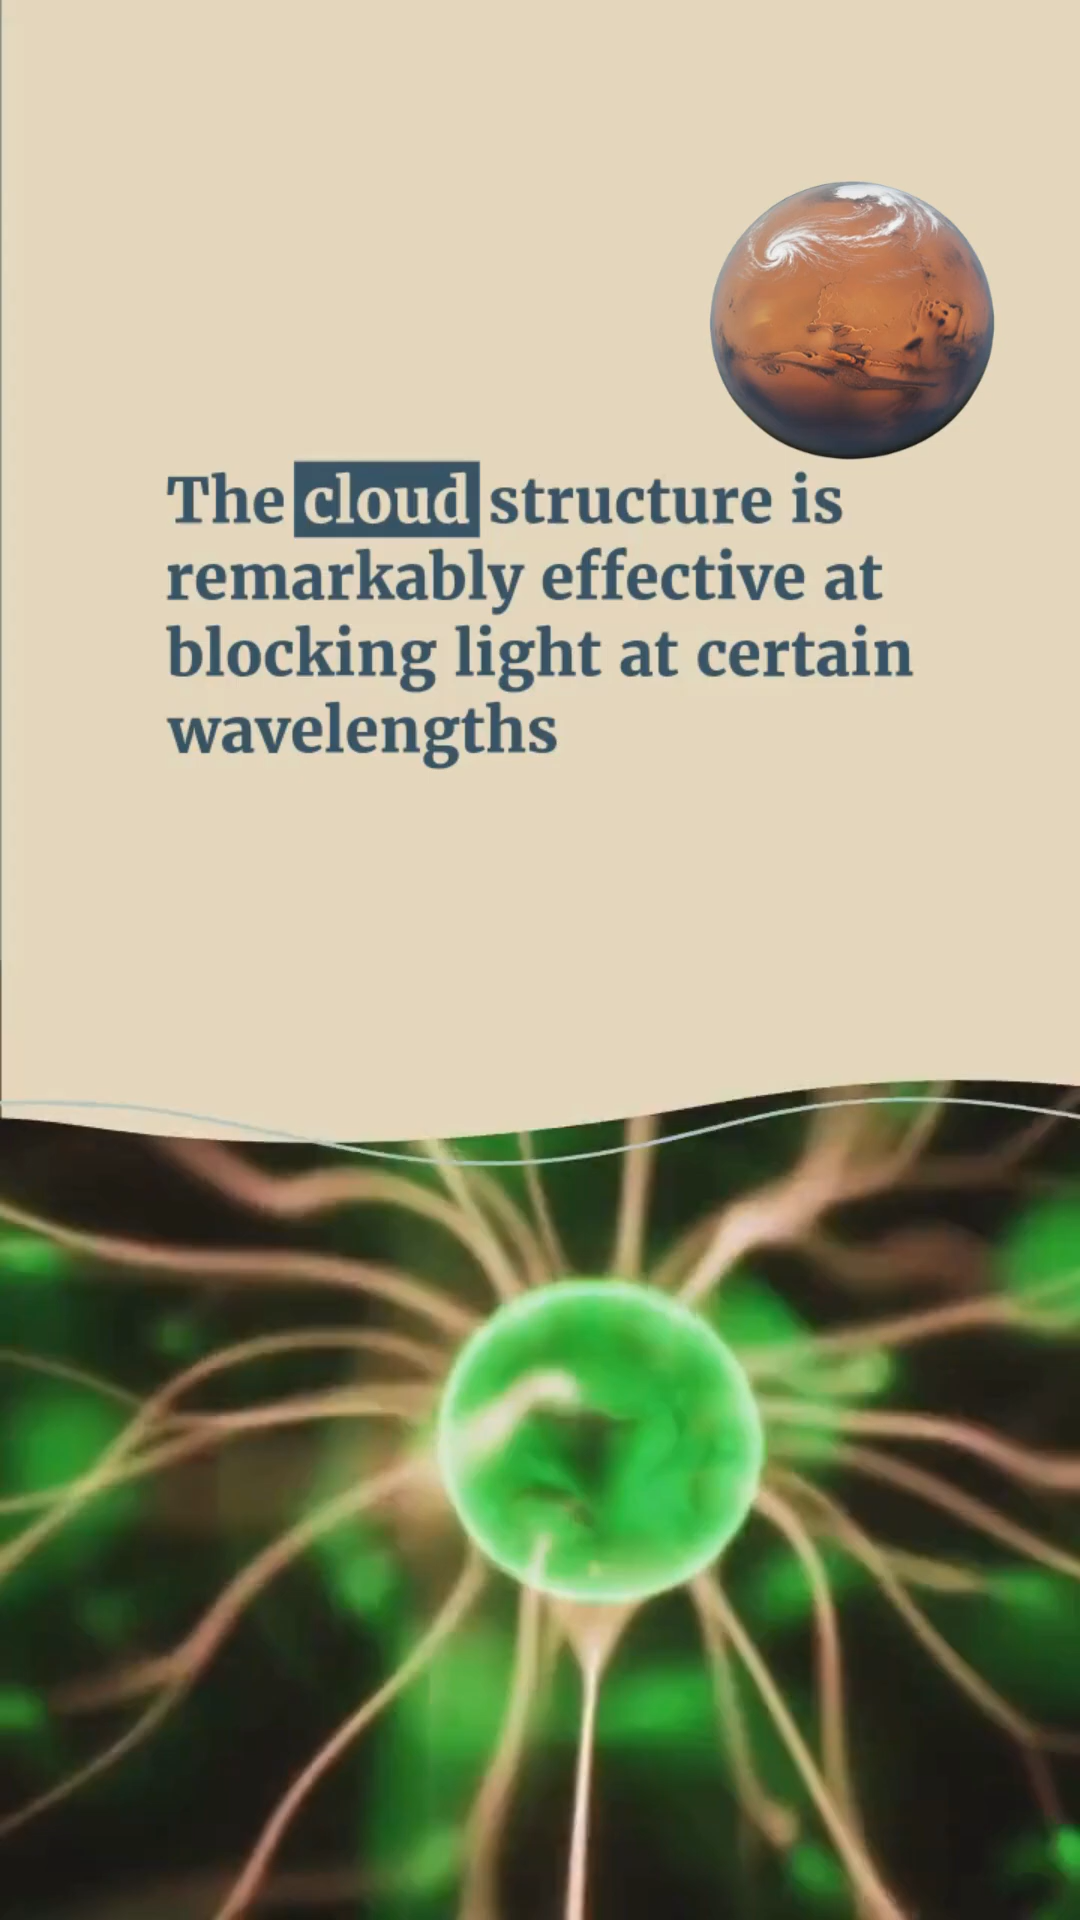 The cloud structure is
remarkably effective at
blocking light at certain
wavelengths